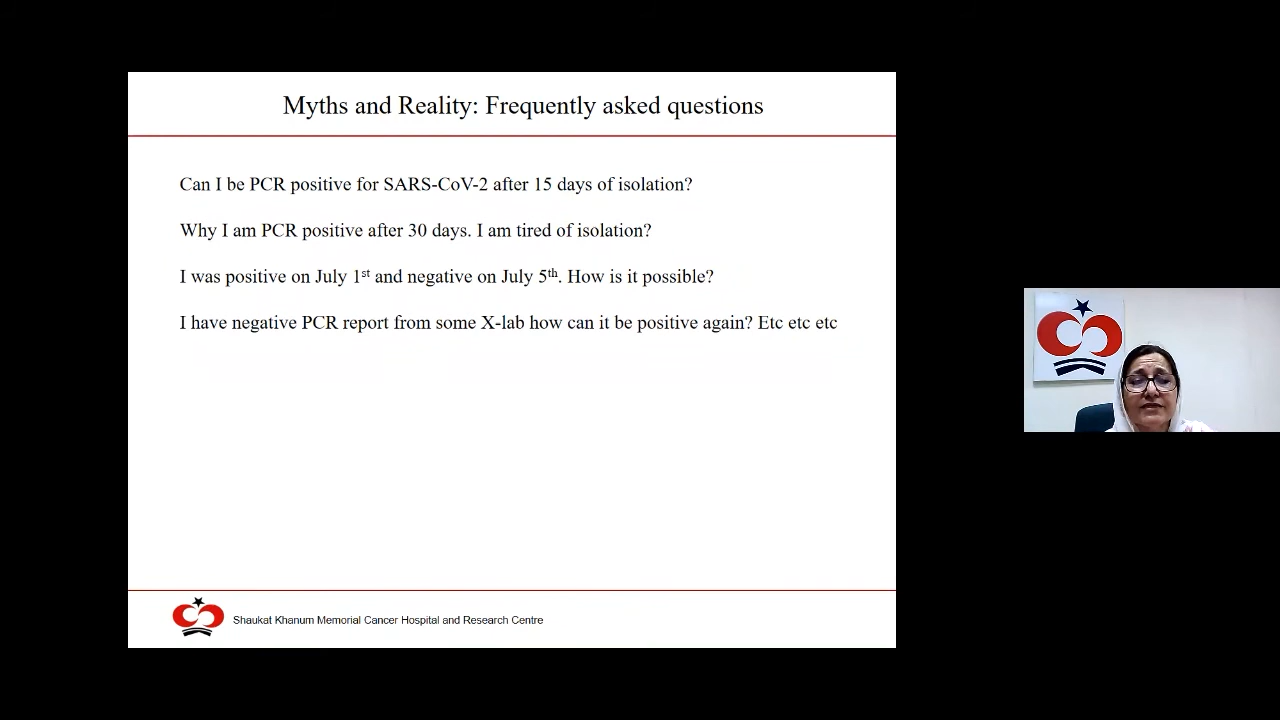 Myths and Reality: Frequently asked questions
Can I be PCR positive for SARS-CoV-2 after 15 days of isolation?
Why I am PCR positive after 30 days. I am tired of isolation?
I was positive on July 1st and negative on July 5th. How is it possible?
I have negative PCR report from some X-lab how can it be positive again? Etc etc etc
Shaukat Khanum Memorial Cancer Hospital and Research Centre